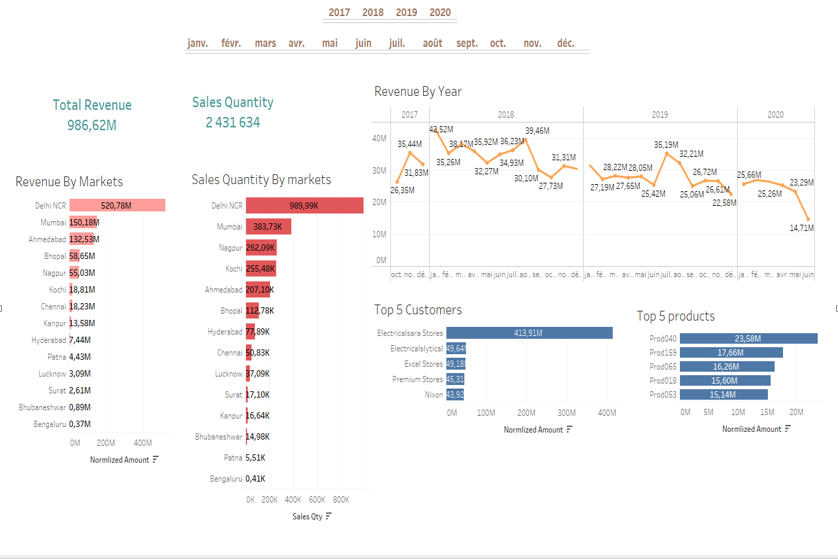 2017 2018 2019 2020
janv. févr. mars avr. mai juin juil. août sept. oct. nov. déc.
Total Revenue
986,62M
Sales Quantity
2 431 634
Revenue By Year
2017 2018 2019 2020
40M
30M
20M
10M
0M
26,35M
35,44M
31,83M
43,52M
35,26M
38,17M
35,92M
32,27M
34,93M
36,23M
39,46M
30,10M
27,73M
31,31M
27,19M
28,22M
27,65M
28,05M
25,42M
35,19M
32,21M
25,06M
26,72M
26,61M
22,58M
25,66M
25,26M
23,29M
14,71M
oct. no.. dé.. ja.. fé.. m.. av.. mai juin juil. ao.. se.. oc.. no.. dé.. ja.. fé.. m.. av.. mai juin juil. ao.. se.. oc.. no.. dé.. ja.. fé.. m.. avr. mai juin
Revenue By Markets
Delhi NCR 520,78M
Mumbai 150,18M
Ahmedabad 132,53M
Bhopal 58,65M
Nagpur 55,03M
Kochi 18,81M
Chennai 18,23M
Kanpur 13,58M
Hyderabad 7,44M
Patna 4,43M
Lucknow 3,09M
Surat 2,61M
Bhubaneshwar 0,89M
Bengaluru 0,37M
0M 200M 400M
Normlized Amount
Sales Quantity By markets
Delhi NCR 989,99K
Mumbai 383,73K
Nagpur 262,09K
Kochi 255,48K
Ahmedabad 207,10K
Bhopal 112,78K
Hyderabad 77,89K
Chennai 50,83K
Lucknow 37,09K
Surat 17,10K
Kanpur 16,64K
Bhubaneshwar 14,98K
Patna 5,51K
Bengaluru 0,41K
0K 200K 400K 600K 800K
Sales Qty
Top 5 Customers
Electricalsara Stores 413,91M
Electricalslytical 49,64
Excel Stores 49,18
Premium Stores 45,31
Nixon 43,92
0M 100M 200M 300M 400M
Normlized Amount
Top 5 products
Prod040 23,58M
Prod159 17,66M
Prod065 16,26M
Prod018 15,60M
Prod053 15,14M
0M 5M 10M 15M 20M
Normlized Amount